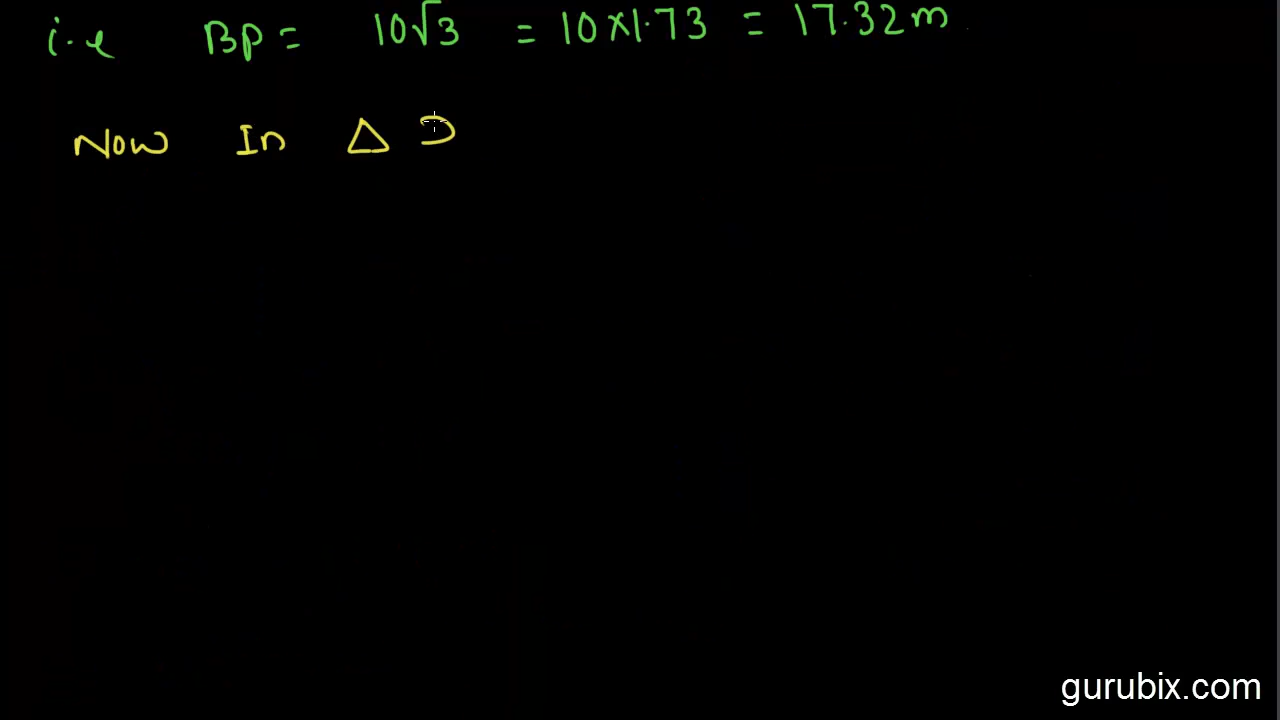 i.e BP = 10√3 = 10×1.73 = 17.32m
Now In △ D
gurubix.com